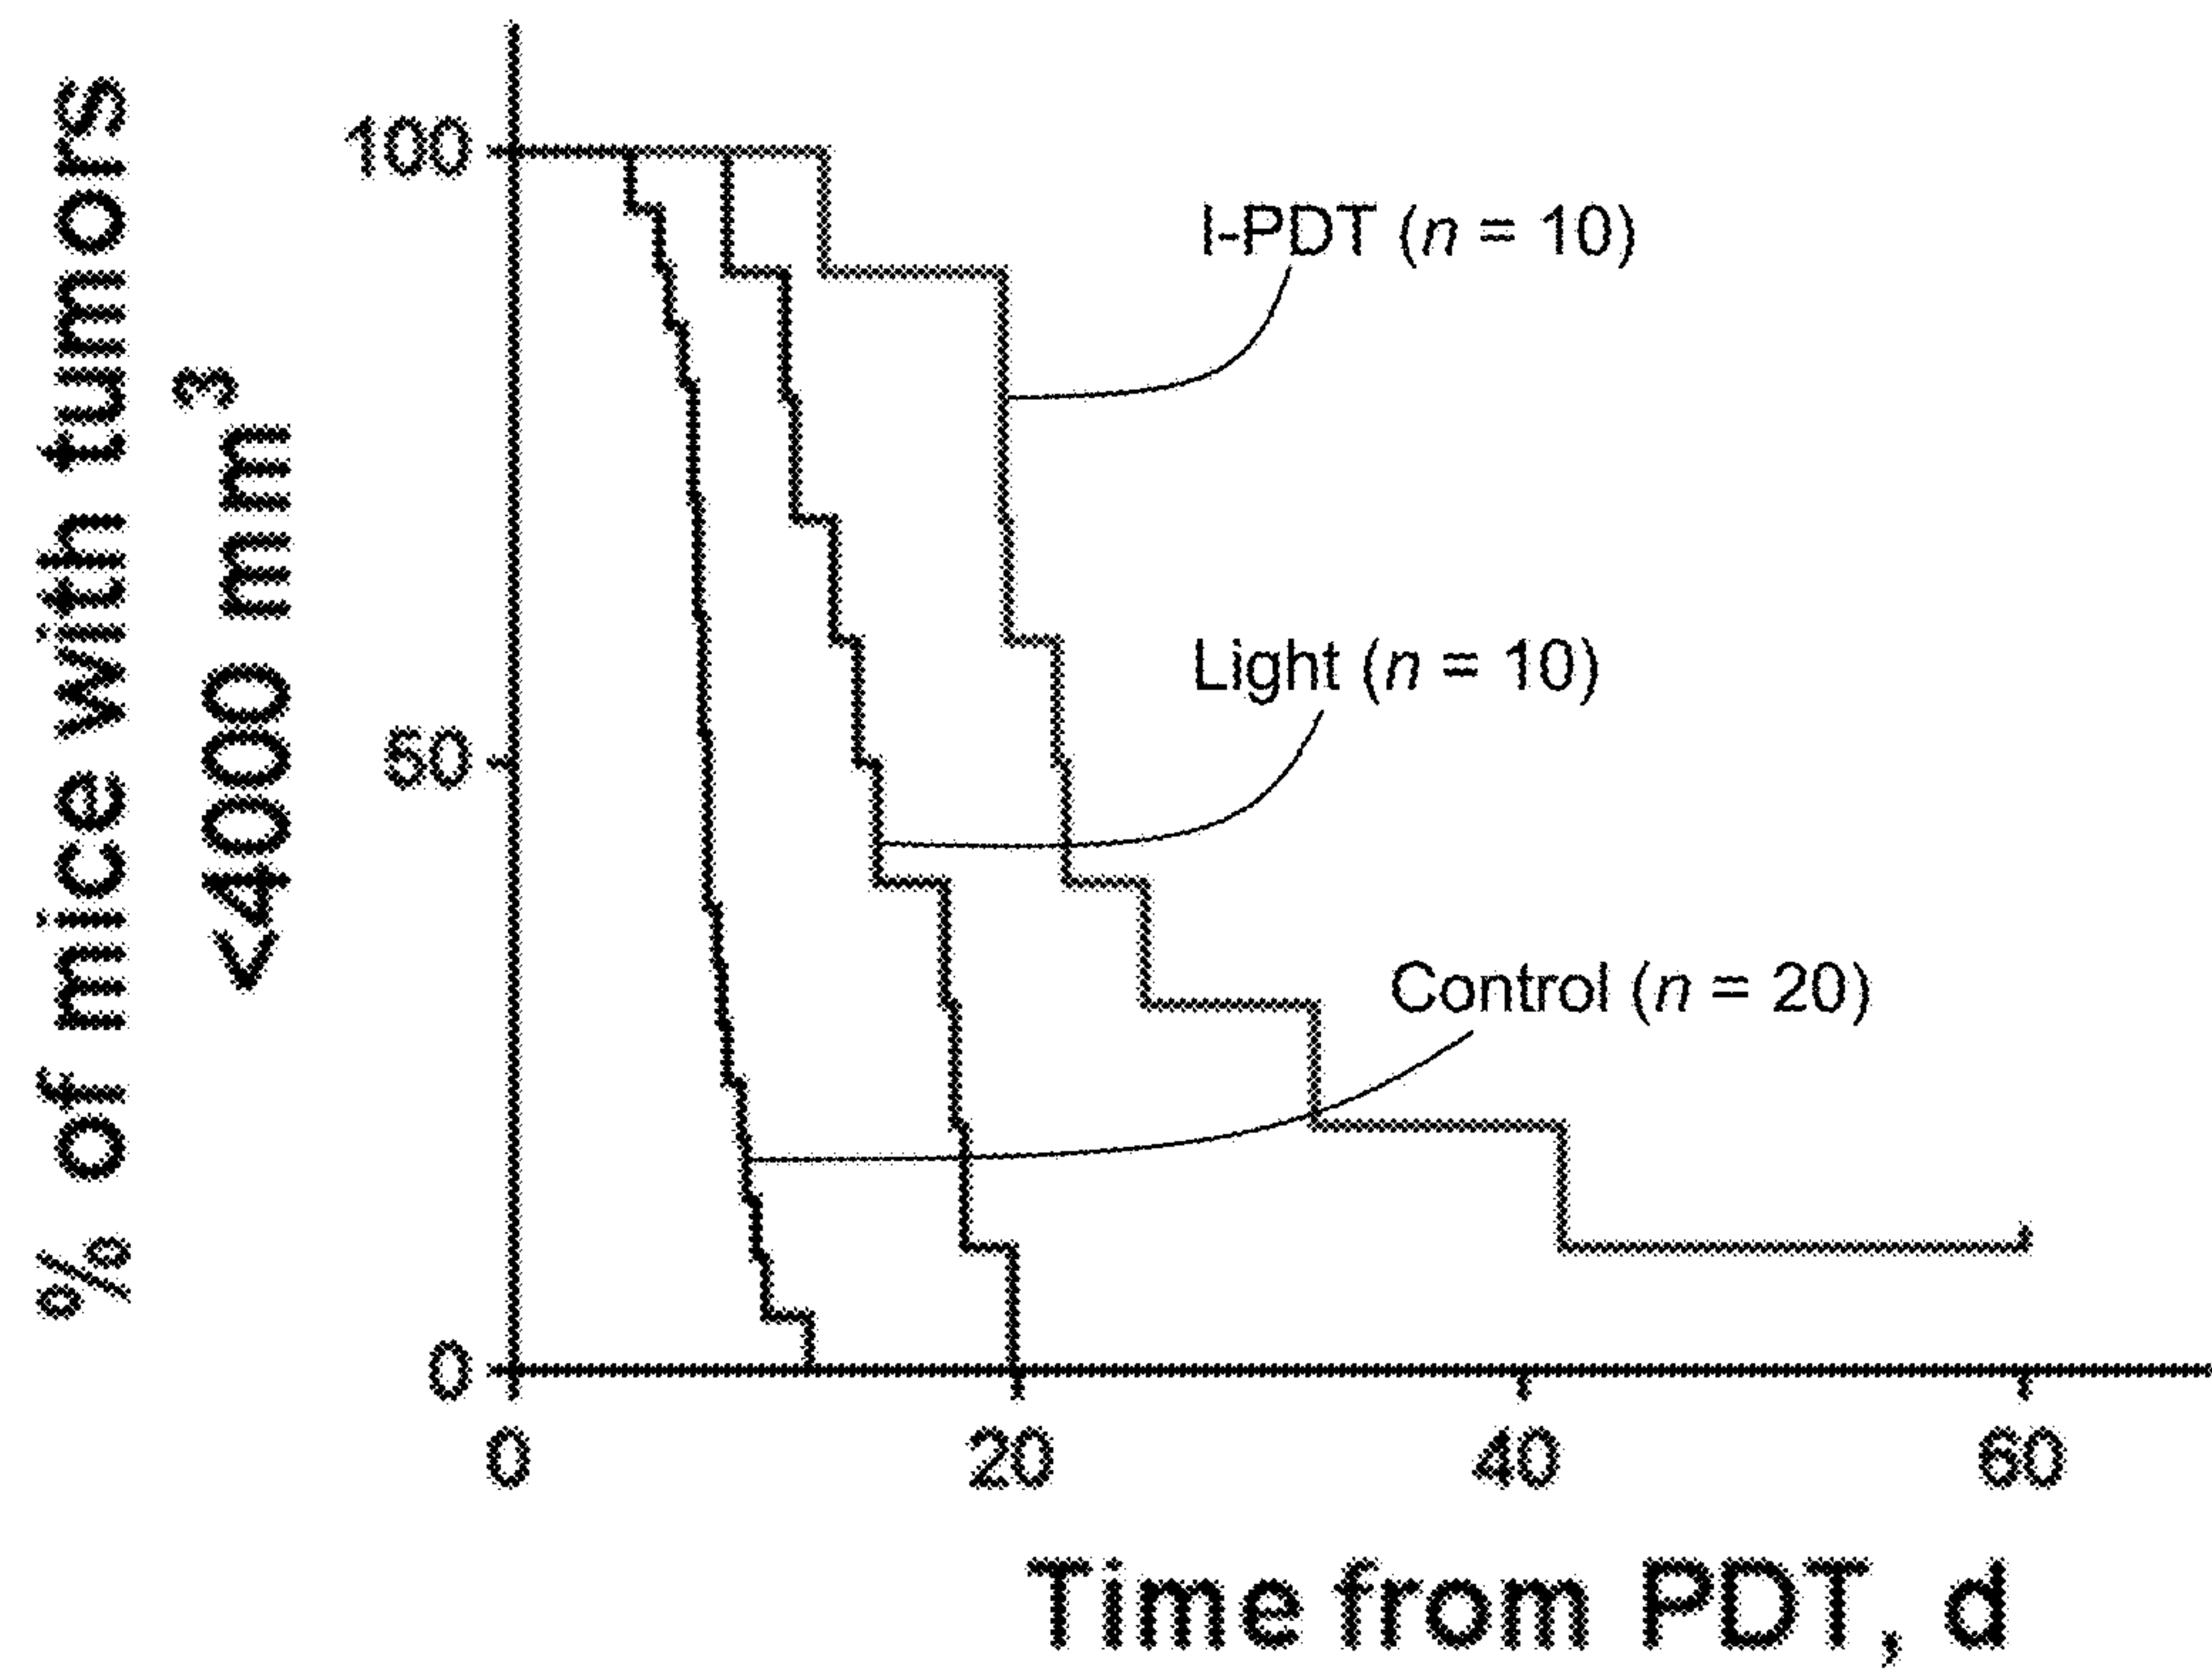 % of mice with tumors
<4000 mm³
100
50
0
I-PDT (n = 10)
Light (n = 10)
Control (n = 20)
0 20 40 60
Time from PDT, d